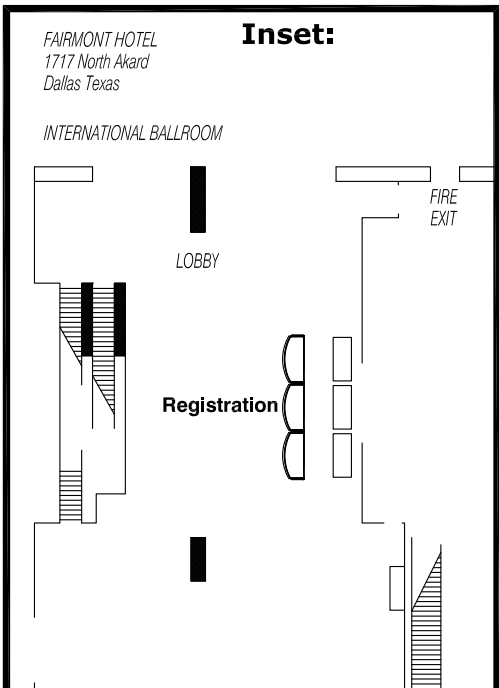 Inset:
FAIRMONT HOTEL
1717 North Akard
Dallas Texas
INTERNATIONAL BALLROOM
FIRE
EXIT
LOBBY
Registration